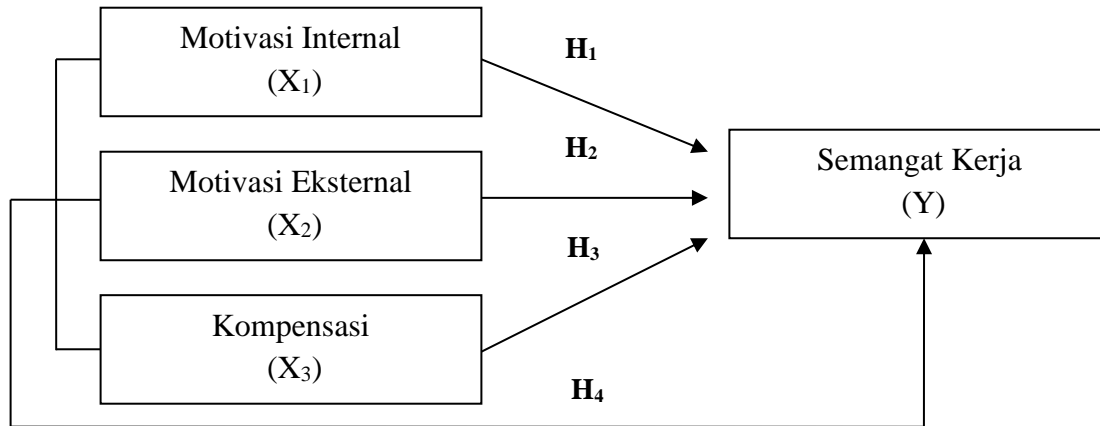 Motivasi Internal
(X₁)
H₁
Motivasi Eksternal
(X₂)
H₂
Semangat Kerja
(Y)
H₃
Kompensasi
(X₃)
H₄